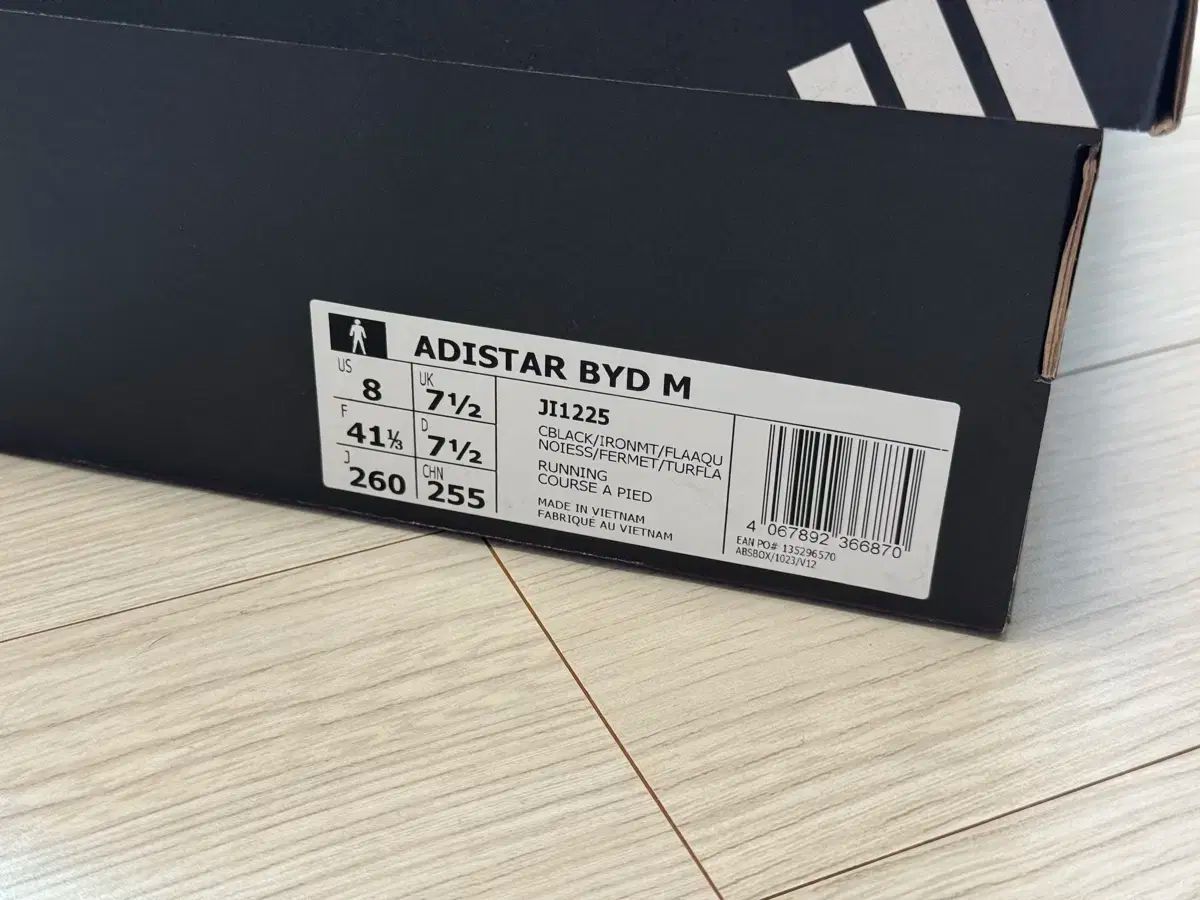 ADISTAR BYD M
US 8
UK 7½
F 41⅓
D 7½
J 260
CHN 255
JI1225
CBLACK/IRONMT/FLAAQU
NOIESS/FERMET/TURFLA
RUNNING
COURSE A PIED
MADE IN VIETNAM
FABRIQUÉ AU VIETNAM
4 067892 366870
EAN PO# 135296570
ABSBOX/1023/V12